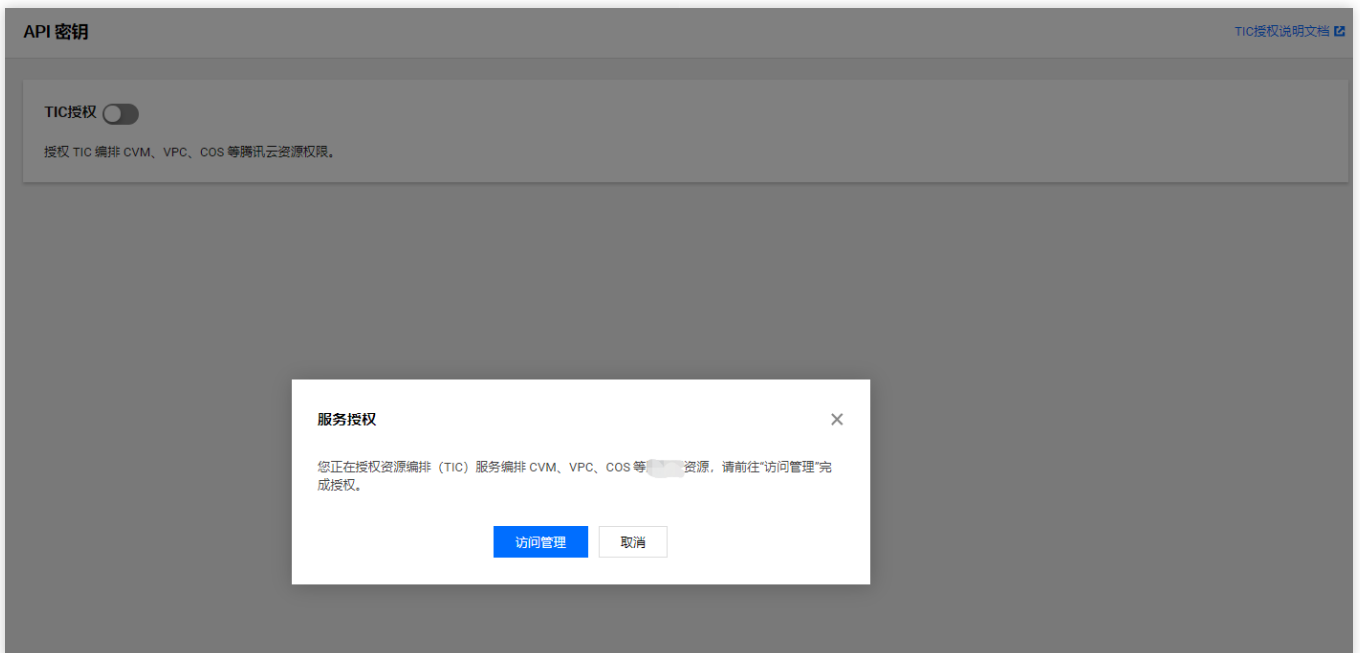 API 密钥
TIC授权说明文档
TIC授权
授权 TIC 编排 CVM、VPC、COS 等腾讯云资源权限。
服务授权
您正在授权资源编排（TIC）服务编排 CVM、VPC、COS 等 资源，请前往“访问管理”完
成授权。
访问管理
取消